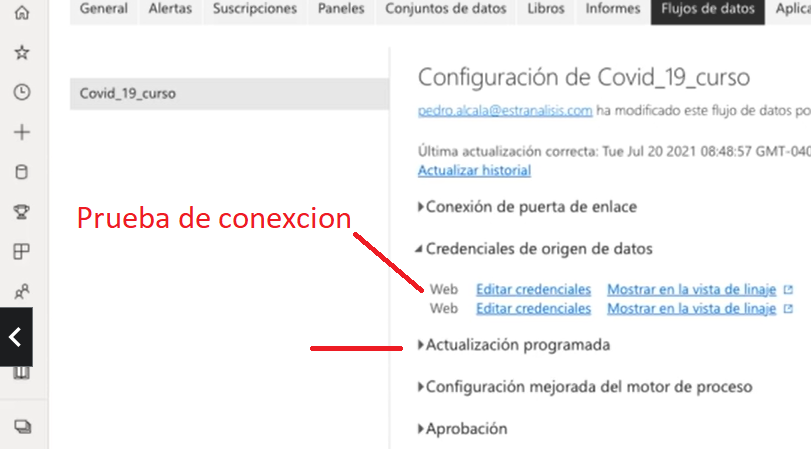 General Alertas Suscripciones Paneles Conjuntos de datos Libros Informes Flujos de datos
Covid_19_curso
Configuración de Covid_19_curso
pedro.alcala@estranalisis.com ha modificado este flujo de datos
Última actualización correcta: Tue Jul 20 2021 08:48:57 GMT-040
Actualizar historial
Conexión de puerta de enlace
Prueba de conexcion
Credenciales de origen de datos
Web Editar credenciales Mostrar en la vista de linaje
Web Editar credenciales Mostrar en la vista de linaje
Actualización programada
Configuración mejorada del motor de proceso
Aprobación